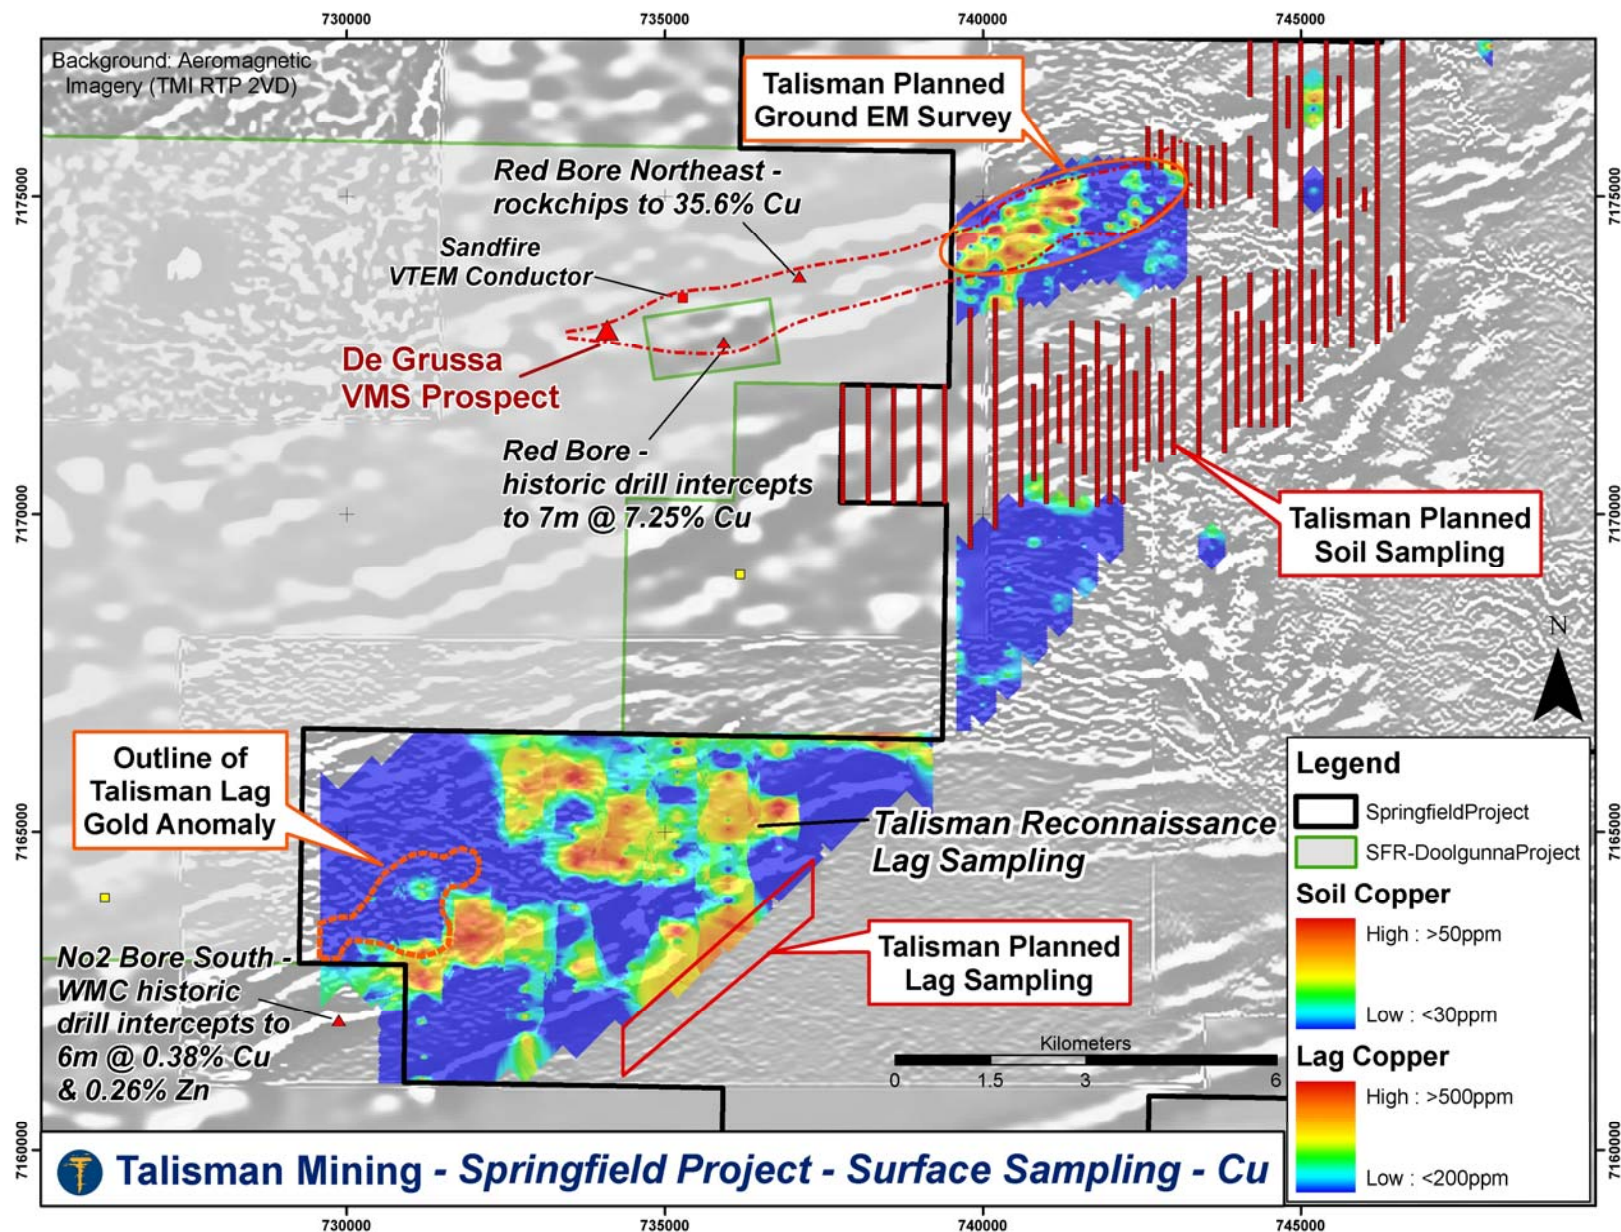 730000
735000
740000
745000
Background: Aeromagnetic
Imagery (TMI RTP 2VD)
Talisman Planned
Ground EM Survey
Red Bore Northeast -
rockchips to 35.6% Cu
7175000
7175000
Sandfire
VTEM Conductor
De Grussa
VMS Prospect
Red Bore -
historic drill intercepts
to 7m @ 7.25% Cu
7170000
7170000
Talisman Planned
Soil Sampling
N
Outline of
Talisman Lag
Gold Anomaly
Talisman Reconnaissance
Lag Sampling
7165000
7165000
Talisman Planned
Lag Sampling
No2 Bore South -
WMC historic
drill intercepts to
6m @ 0.38% Cu
& 0.26% Zn
Kilometers
0
1.5
3
6
Legend
SpringfieldProject
SFR-DoolgunnaProject
Soil Copper
High : >50ppm
Low : <30ppm
Lag Copper
High : >500ppm
Low : <200ppm
7160000
7160000
Talisman Mining - Springfield Project - Surface Sampling - Cu
730000
735000
740000
745000